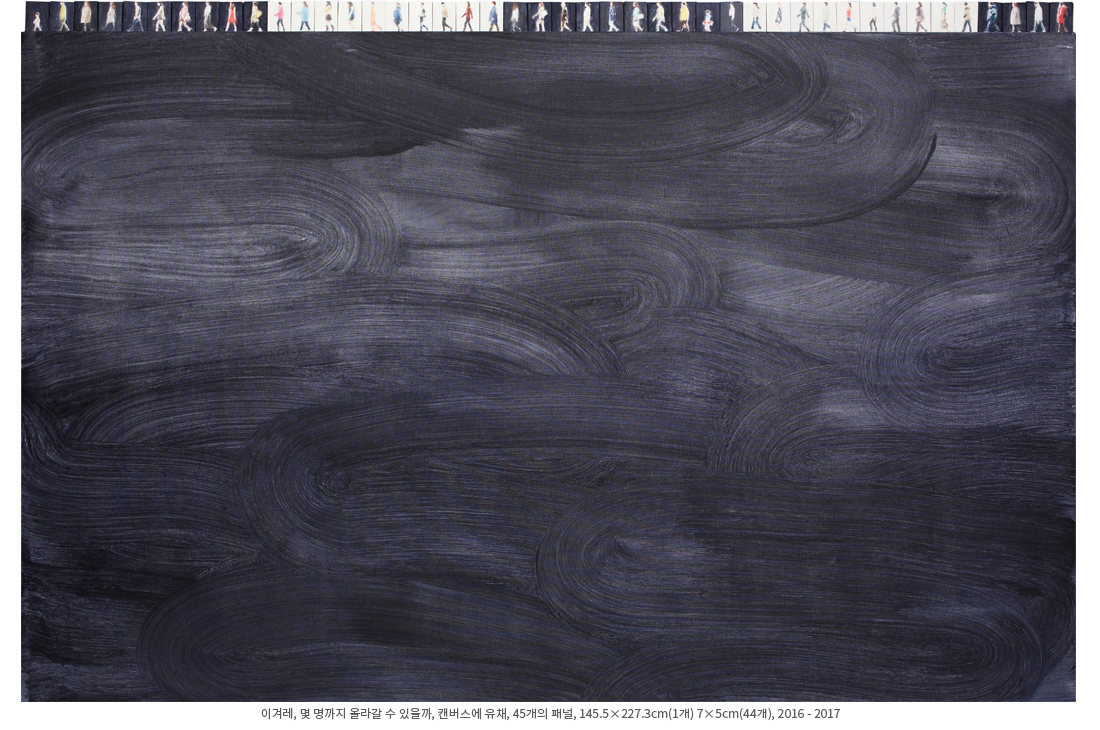 이겨레, 몇 명까지 올라갈 수 있을까, 캔버스에 유채, 45개의 패널, 145.5×227.3cm(1개) 7×5cm(44개), 2016 - 2017